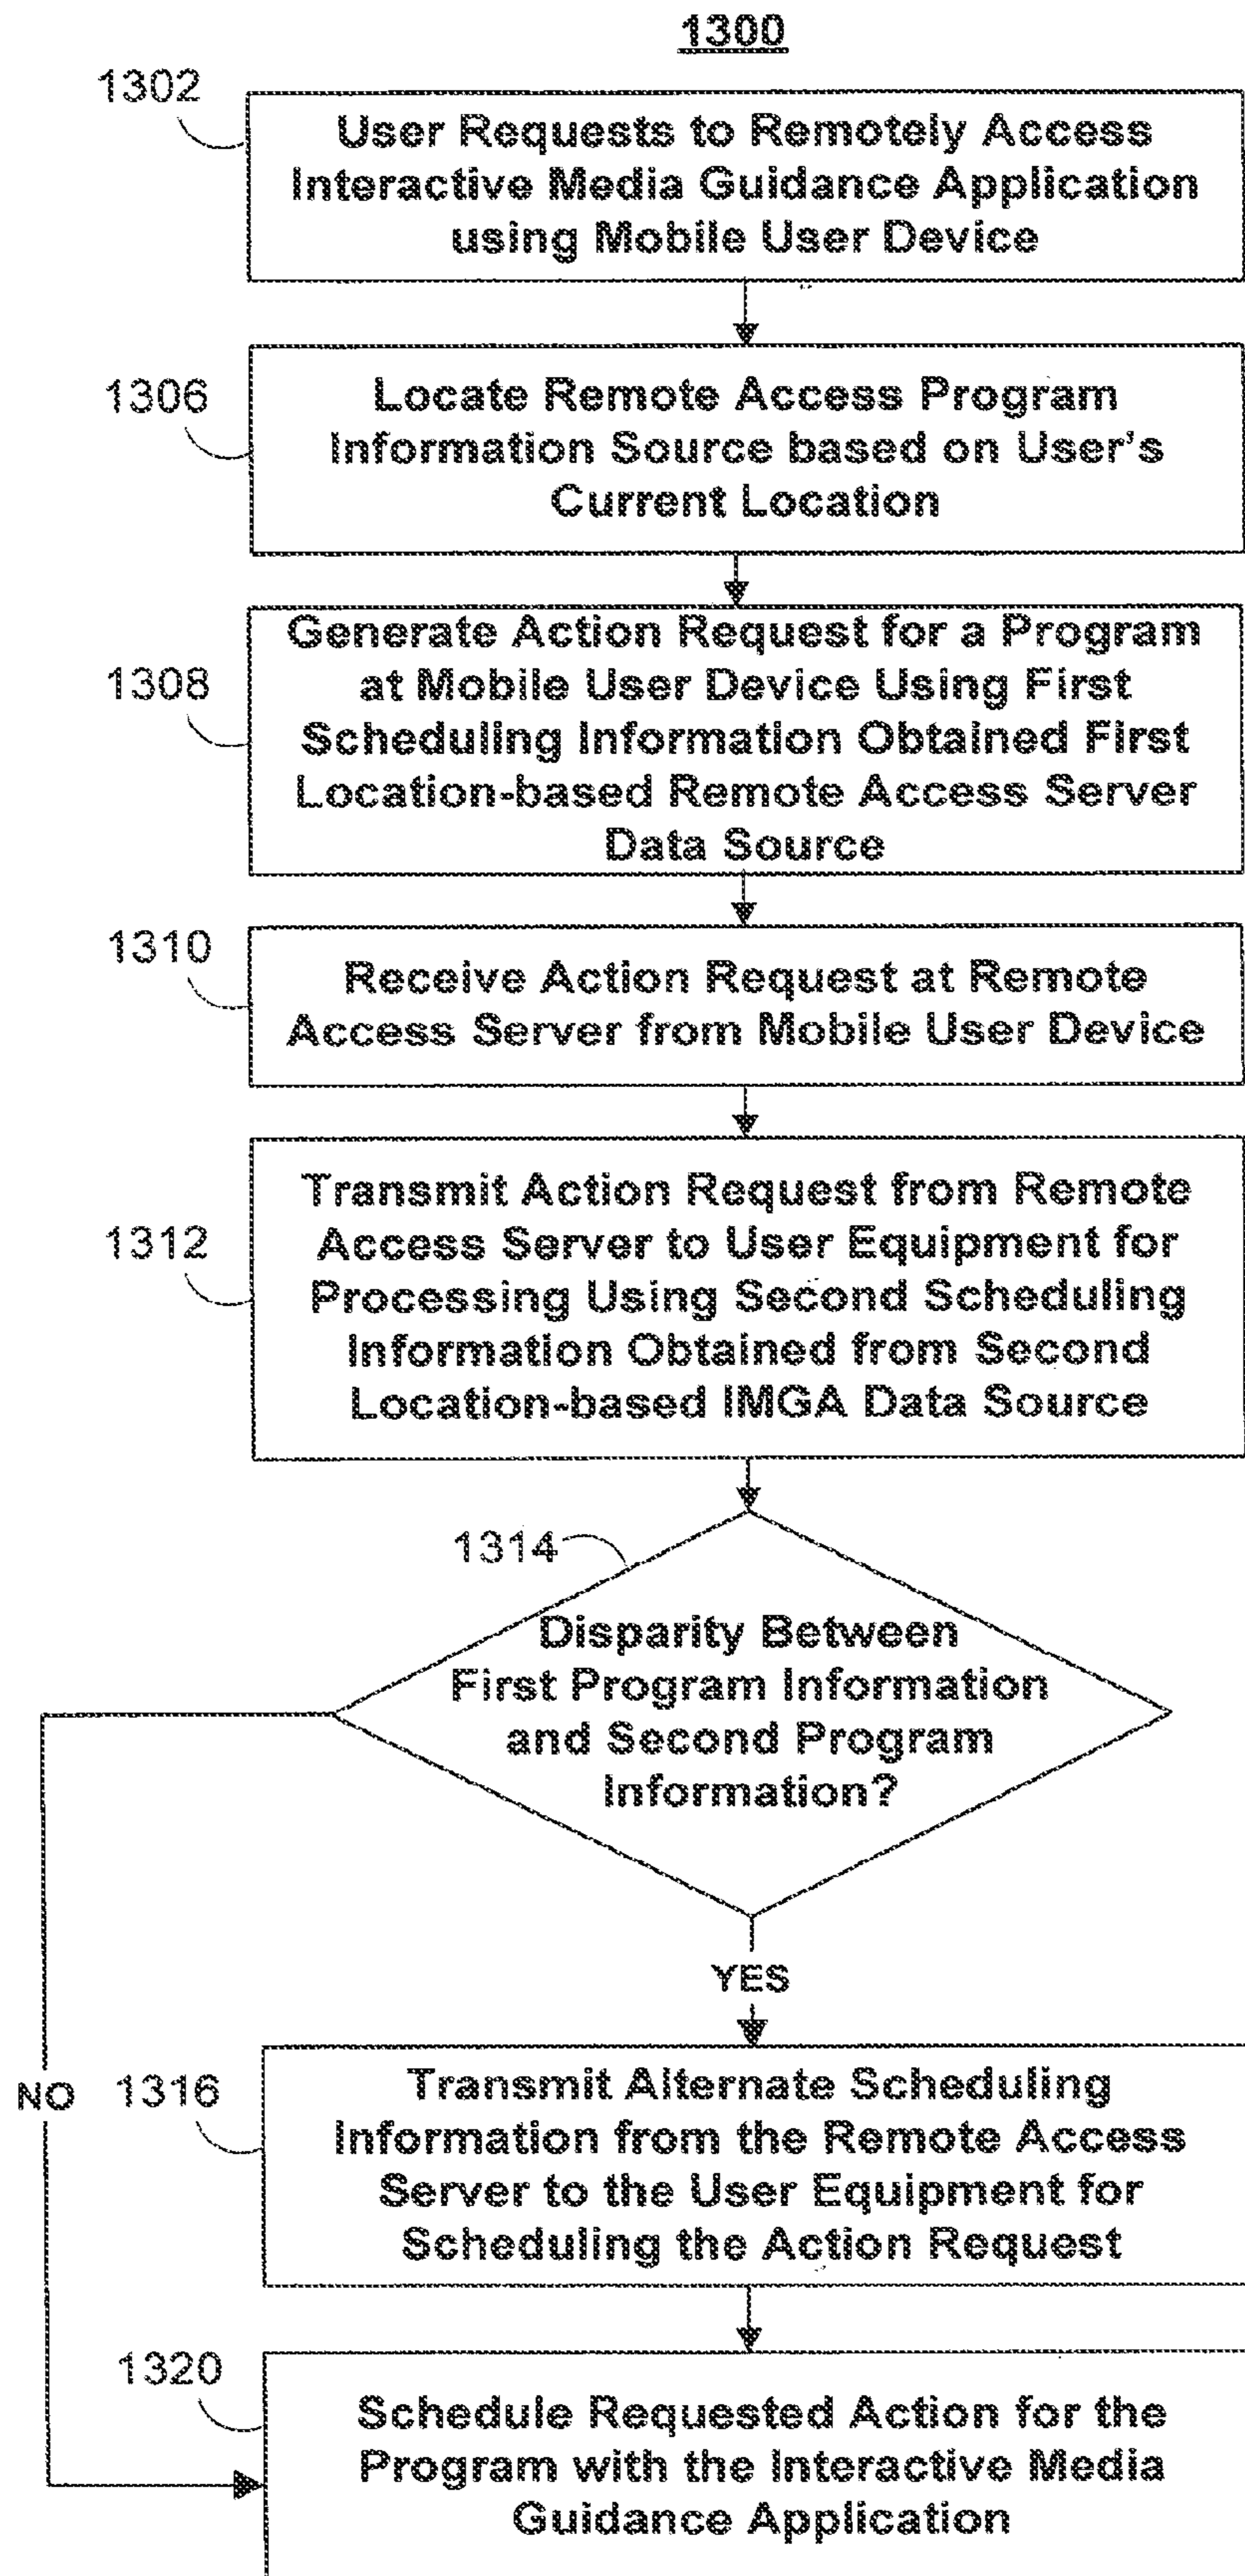 1300
1302
User Requests to Remotely Access
Interactive Media Guidance Application
using Mobile User Device
1306
Locate Remote Access Program
Information Source based on User's
Current Location
1308
Generate Action Request for a Program
at Mobile User Device Using First
Scheduling Information Obtained First
Location-based Remote Access Server
Data Source
1310
Receive Action Request at Remote
Access Server from Mobile User Device
1312
Transmit Action Request from Remote
Access Server to User Equipment for
Processing Using Second Scheduling
Information Obtained from Second
Location-based IMGA Data Source
1314
Disparity Between
First Program Information
and Second Program
Information?
YES
NO
1316
Transmit Alternate Scheduling
Information from the Remote Access
Server to the User Equipment for
Scheduling the Action Request
1320
Schedule Requested Action for the
Program with the Interactive Media
Guidance Application